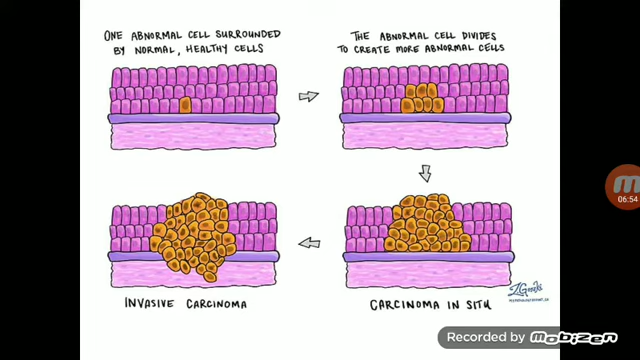 ONE ABNORMAL CELL SURROUNDED
BY NORMAL, HEALTHY CELLS
THE ABNORMAL CELL DIVIDES
TO CREATE MORE ABNORMAL CELLS
INVASIVE CARCINOMA
CARCINOMA IN SITU
06:54
Recorded by mobizen